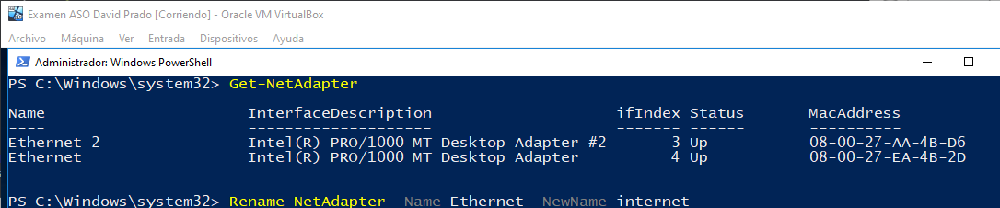 Examen ASO David Prado [Corriendo] - Oracle VM VirtualBox
Archivo Máquina Ver Entrada Dispositivos Ayuda
Administrador: Windows PowerShell
PS C:\Windows\system32> Get-NetAdapter
Name InterfaceDescription ifIndex Status MacAddress
---- -------------------- ------- ------ ----------
Ethernet 2 Intel(R) PRO/1000 MT Desktop Adapter #2 3 Up 08-00-27-AA-4B-D6
Ethernet Intel(R) PRO/1000 MT Desktop Adapter 4 Up 08-00-27-EA-4B-2D
PS C:\Windows\system32> Rename-NetAdapter -Name Ethernet -NewName internet